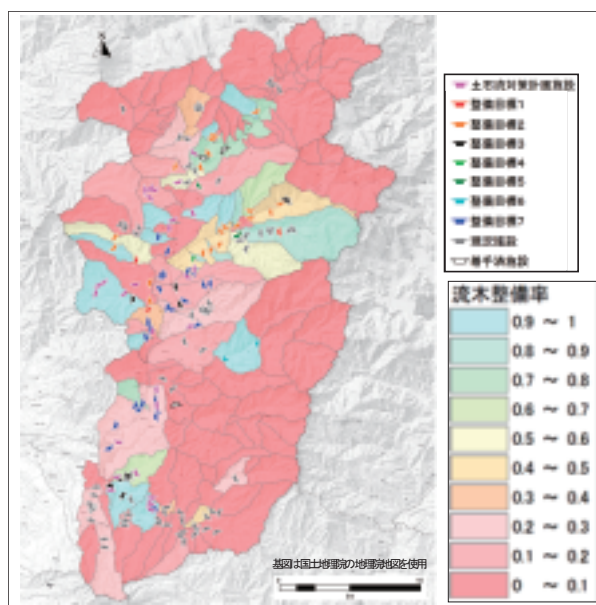 N
土石流対策計画施設
整備目標1
整備目標2
整備目標3
整備目標4
整備目標5
整備目標6
整備目標7
既設施設
着手済施設
流木整備率
0.9 ～ 1
0.8 ～ 0.9
0.7 ～ 0.8
0.6 ～ 0.7
0.5 ～ 0.6
0.4 ～ 0.5
0.3 ～ 0.4
0.2 ～ 0.3
0.1 ～ 0.2
0 ～ 0.1
基図は国土地理院の地理院地図を使用